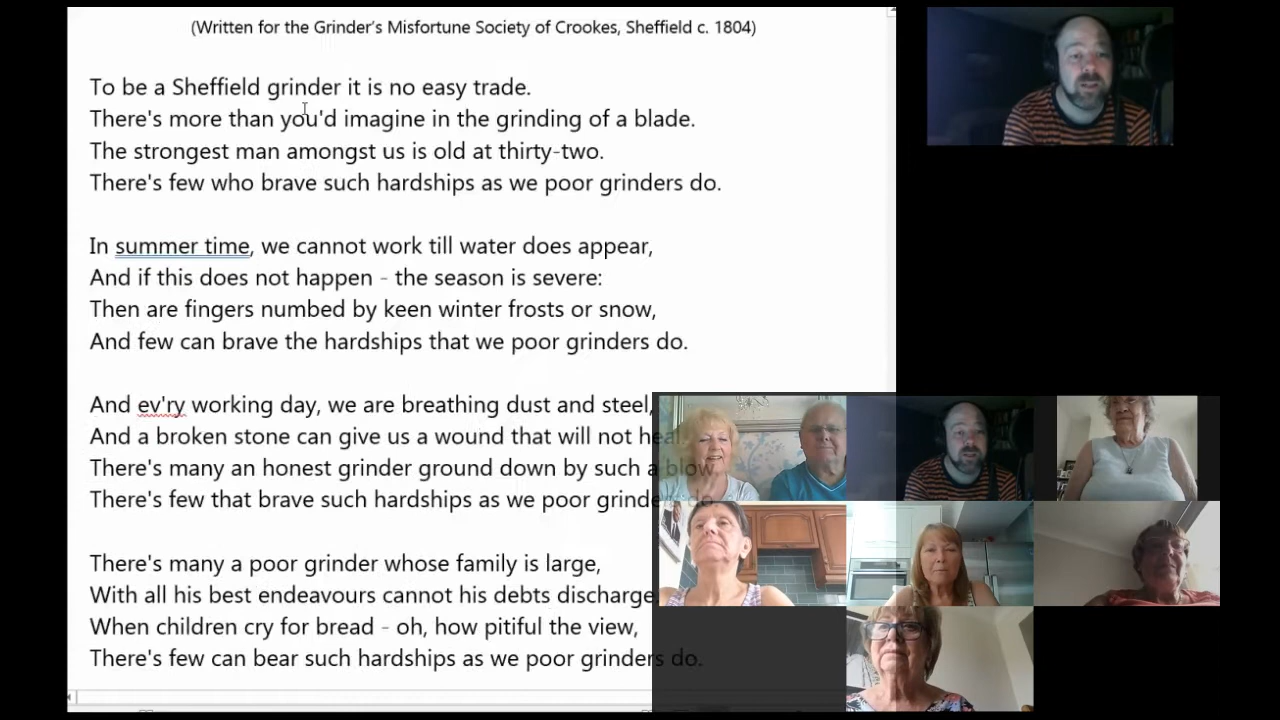 (Written for the Grinder's Misfortune Society of Crookes, Sheffield c. 1804)
To be a Sheffield grinder it is no easy trade.
There's more than you'd imagine in the grinding of a blade.
The strongest man amongst us is old at thirty-two.
There's few who brave such hardships as we poor grinders do.
In summer time, we cannot work till water does appear,
And if this does not happen - the season is severe:
Then are fingers numbed by keen winter frosts or snow,
And few can brave the hardships that we poor grinders do.
And ev'ry working day, we are breathing dust and steel,
And a broken stone can give us a wound that will not heal.
There's many an honest grinder ground down by such a blow.
There's few that brave such hardships as we poor grinders do.
There's many a poor grinder whose family is large,
With all his best endeavours cannot his debts discharge.
When children cry for bread - oh, how pitiful the view,
There's few can bear such hardships as we poor grinders do.